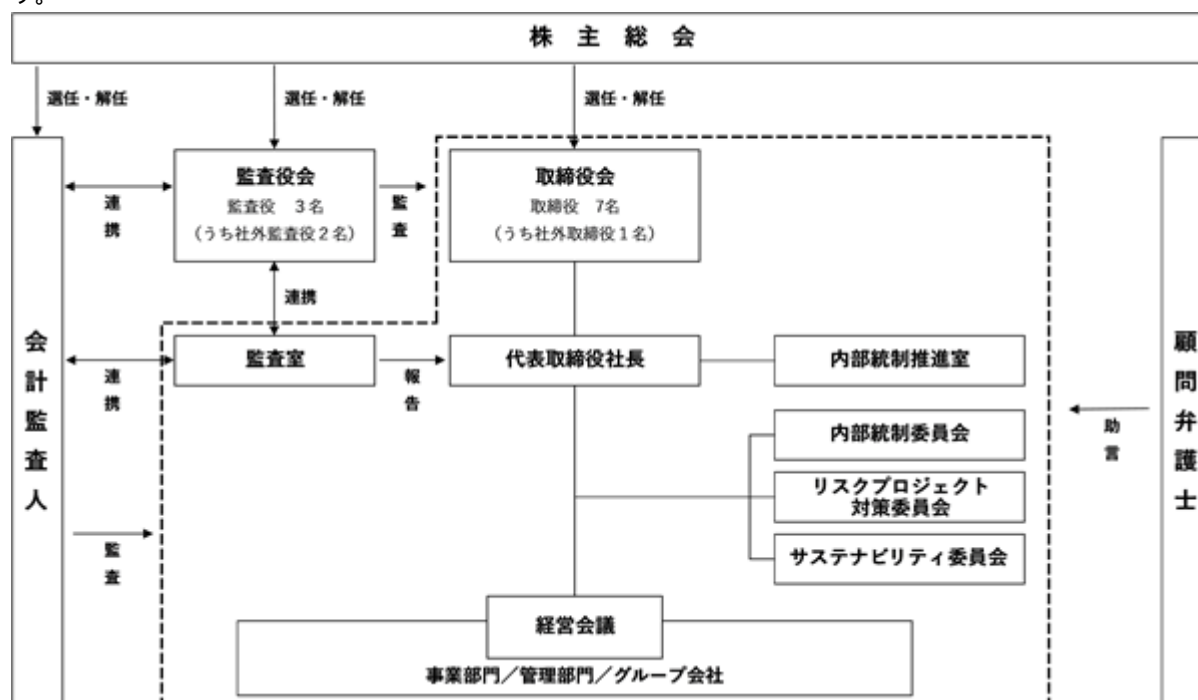 す。
株 主 総 会
選任・解任
選任・解任
選任・解任
監査役会
監査役 3名
(うち社外監査役2名)
取締役会
取締役 7名
(うち社外取締役1名)
連携
監査
連携
会計監査人
監査室
代表取締役社長
内部統制推進室
顧問弁護士
連携
報告
内部統制委員会
助言
リスクプロジェクト
対策委員会
監査
サステナビリティ委員会
経営会議
事業部門/管理部門/グループ会社